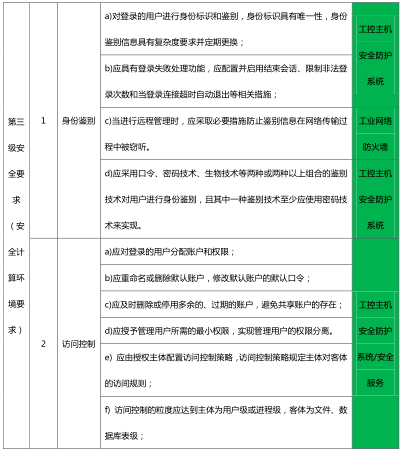 第三
级安
全要
求
（安
全计
算环
境要
求）
1
身份鉴别
a)对登录的用户进行身份标识和鉴别，身份标识具有唯一性，身份
鉴别信息具有复杂度要求并定期更换；
b)应具有登录失败处理功能，应配置并启用结束会话、限制非法登
录次数和当登录连接超时自动退出等相关措施；
工控主机
安全防护
系统
c)当进行远程管理时，应采取必要措施防止鉴别信息在网络传输过
程中被窃听。
工业网络
防火墙
d)应采用口令、密码技术、生物技术等两种或两种以上组合的鉴别
技术对用户进行身份鉴别，且其中一种鉴别技术至少应使用密码技
术来实现。
工控主机
安全防护
系统
2
访问控制
a)应对登录的用户分配账户和权限；
b)应重命名或删除默认账户，修改默认账户的默认口令；
c)应及时删除或停用多余的、过期的账户，避免共享账户的存在；
d)应授予管理用户所需的最小权限，实现管理用户的权限分离。
e) 应由授权主体配置访问控制策略，访问控制策略规定主体对客体
的访问规则；
f) 访问控制的粒度应达到主体为用户级或进程级，客体为文件、数
据库表级；
工控主机
安全防护
系统/安全
服务